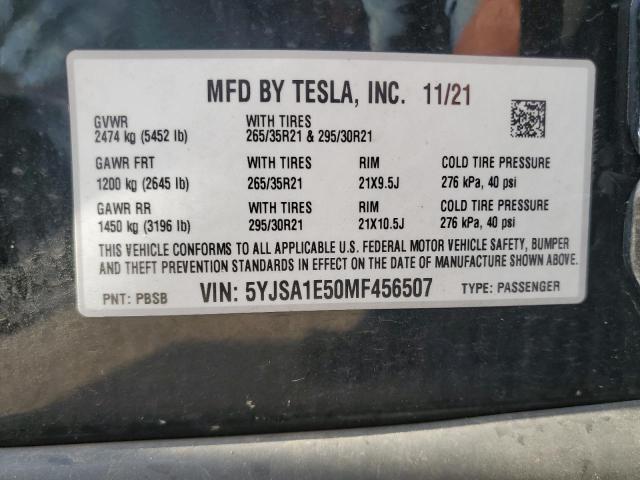 MFD BY TESLA, INC. 11/21
GVWR WITH TIRES
2474 kg (5452 lb) 265/35R21 & 295/30R21
GAWR FRT WITH TIRES RIM COLD TIRE PRESSURE
1200 kg (2645 lb) 265/35R21 21X9.5J 276 kPa, 40 psi
GAWR RR WITH TIRES RIM COLD TIRE PRESSURE
1450 kg (3196 lb) 295/30R21 21X10.5J 276 kPa, 40 psi
THIS VEHICLE CONFORMS TO ALL APPLICABLE U.S. FEDERAL MOTOR VEHICLE SAFETY, BUMPER
AND THEFT PREVENTION STANDARDS IN EFFECT ON THE DATE OF MANUFACTURE SHOWN ABOVE.
PNT: PBSB VIN: 5YJSA1E50MF456507 TYPE: PASSENGER